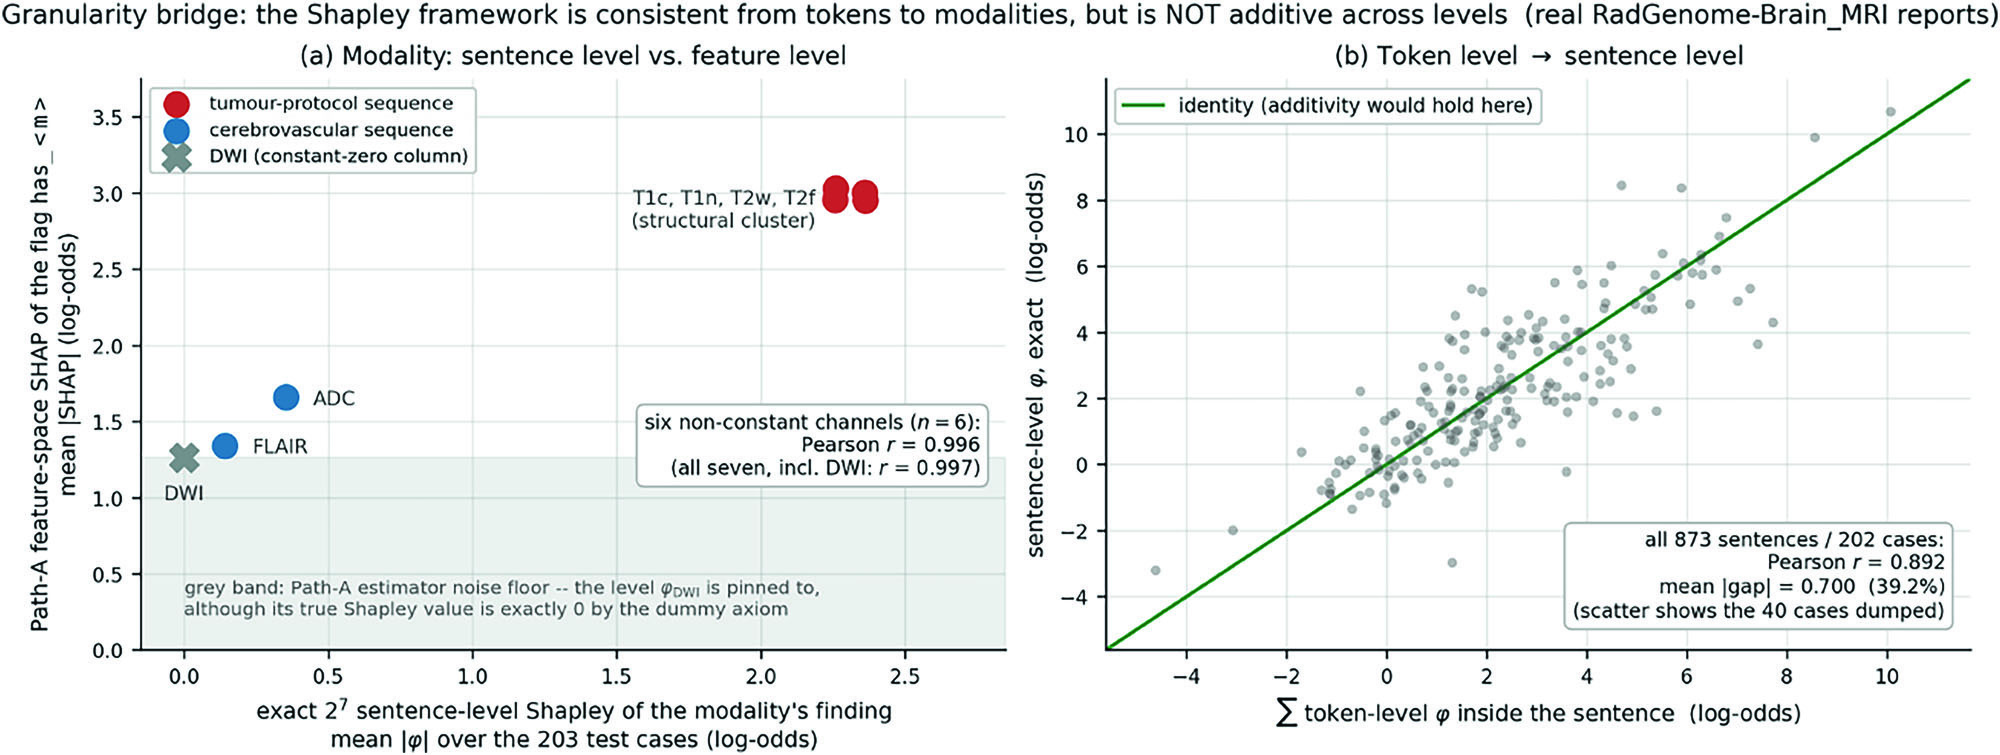 Granularity bridge: the Shapley framework is consistent from tokens to modalities, but is NOT additive across levels (real RadGenome-Brain_MRI reports)
(a) Modality: sentence level vs. feature level
Path-A feature-space SHAP of the flag has_<m>
mean |SHAP| (log-odds)
3.5
3.0
2.5
2.0
1.5
1.0
0.5
0.0
tumour-protocol sequence
cerebrovascular sequence
DWI (constant-zero column)
T1c, T1n, T2w, T2f
(structural cluster)
ADC
FLAIR
DWI
six non-constant channels (n = 6):
Pearson r = 0.996
(all seven, incl. DWI: r = 0.997)
grey band: Path-A estimator noise floor -- the level φDWI is pinned to,
although its true Shapley value is exactly 0 by the dummy axiom
0.0 0.5 1.0 1.5 2.0 2.5
exact 2⁷ sentence-level Shapley of the modality's finding
mean |φ| over the 203 test cases (log-odds)
(b) Token level → sentence level
sentence-level φ, exact (log-odds)
10
8
6
4
2
0
−2
−4
identity (additivity would hold here)
all 873 sentences / 202 cases:
Pearson r = 0.892
mean |gap| = 0.700 (39.2%)
(scatter shows the 40 cases dumped)
−4 −2 0 2 4 6 8 10
∑ token-level φ inside the sentence (log-odds)